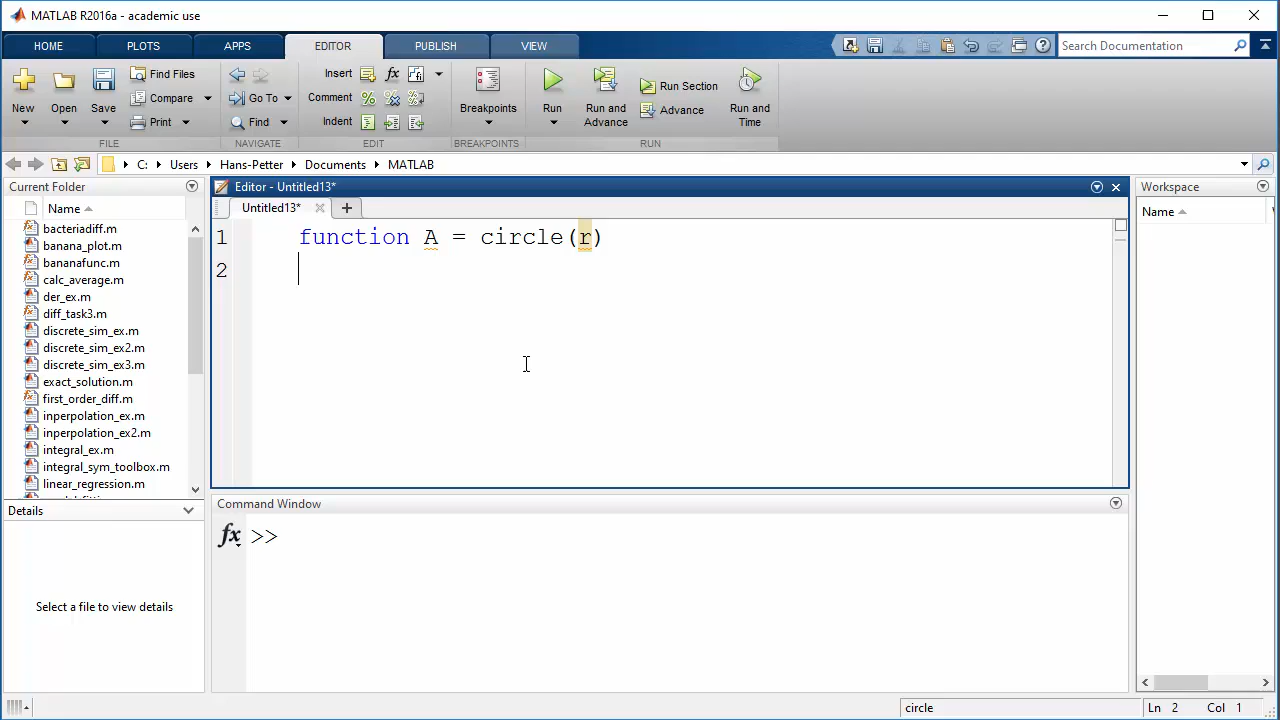 MATLAB R2016a - academic use
HOME PLOTS APPS EDITOR PUBLISH VIEW Search Documentation
New Open Save Find Files Compare Print Go To Find Insert fx Comment % Indent Breakpoints Run Run and Advance Run Section Advance Run and Time
FILE NAVIGATE EDIT BREAKPOINTS RUN
C: Users Hans-Petter Documents MATLAB
Current Folder
Name
bacteriadiff.m
banana_plot.m
bananafunc.m
calc_average.m
der_ex.m
diff_task3.m
discrete_sim_ex.m
discrete_sim_ex2.m
discrete_sim_ex3.m
exact_solution.m
first_order_diff.m
inperpolation_ex.m
inperpolation_ex2.m
integral_ex.m
integral_sym_toolbox.m
linear_regression.m
Details
Select a file to view details
Editor - Untitled13*
Untitled13*
1 function A = circle(r)
2
Command Window
fx >>
Workspace
Name
circle Ln 2 Col 1